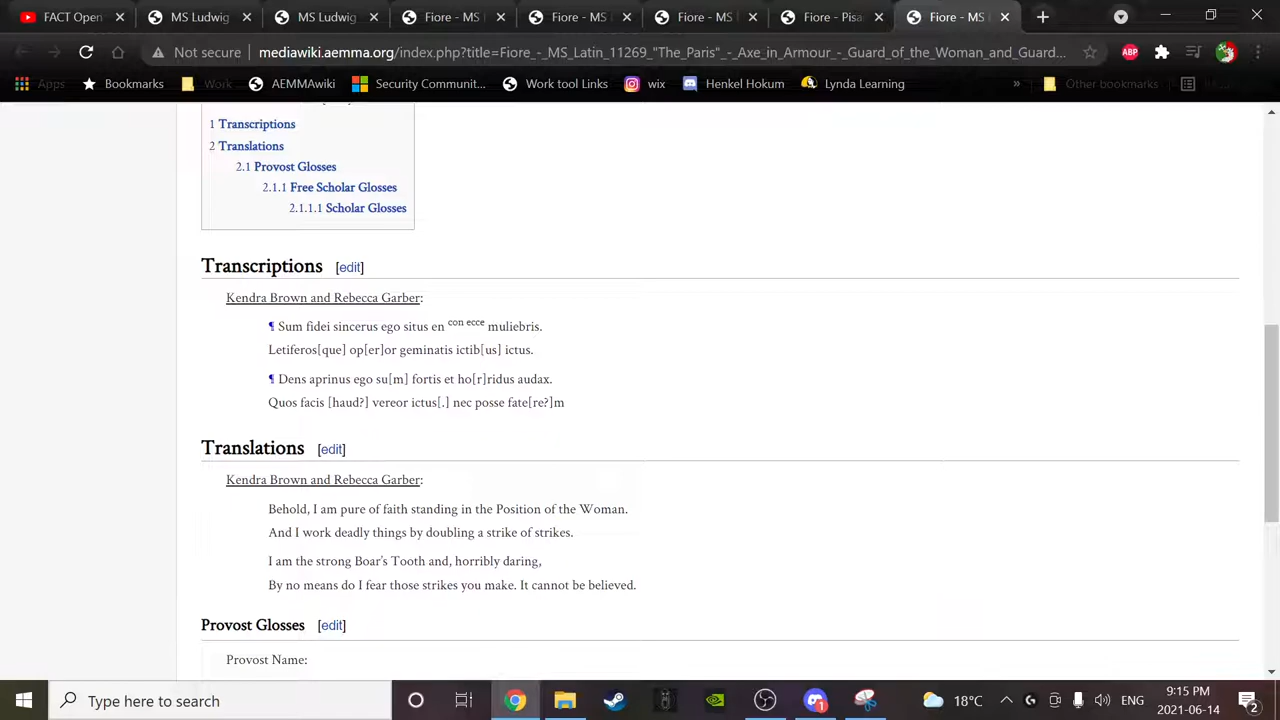 FACT Open
MS Ludwig
MS Ludwig
Fiore - MS
Fiore - MS
Fiore - MS
Fiore - Pisa
Fiore - MS
Not secure mediawiki.aemma.org/index.php?title=Fiore_-_MS_Latin_11269_"The_Paris"_-_Axe_in_Armour_-_Guard_of_the_Woman_and_Guard...
ABP
Apps Bookmarks Work AEMMAwiki Security Communit... Work tool Links wix Henkel Hokum Lynda Learning » Other bookmarks
1 Transcriptions
2 Translations
2.1 Provost Glosses
2.1.1 Free Scholar Glosses
2.1.1.1 Scholar Glosses
Transcriptions [edit]
Kendra Brown and Rebecca Garber:
¶ Sum fidei sincerus ego situs en con ecce muliebris.
Letiferos[que] op[er]or geminatis ictib[us] ictus.
¶ Dens aprinus ego su[m] fortis et ho[r]ridus audax.
Quos facis [haud?] vereor ictus[.] nec posse fate[re?]m
Translations [edit]
Kendra Brown and Rebecca Garber:
Behold, I am pure of faith standing in the Position of the Woman.
And I work deadly things by doubling a strike of strikes.
I am the strong Boar's Tooth and, horribly daring,
By no means do I fear those strikes you make. It cannot be believed.
Provost Glosses [edit]
Provost Name:
Type here to search
1
18°C
ENG
9:15 PM
2021-06-14
2